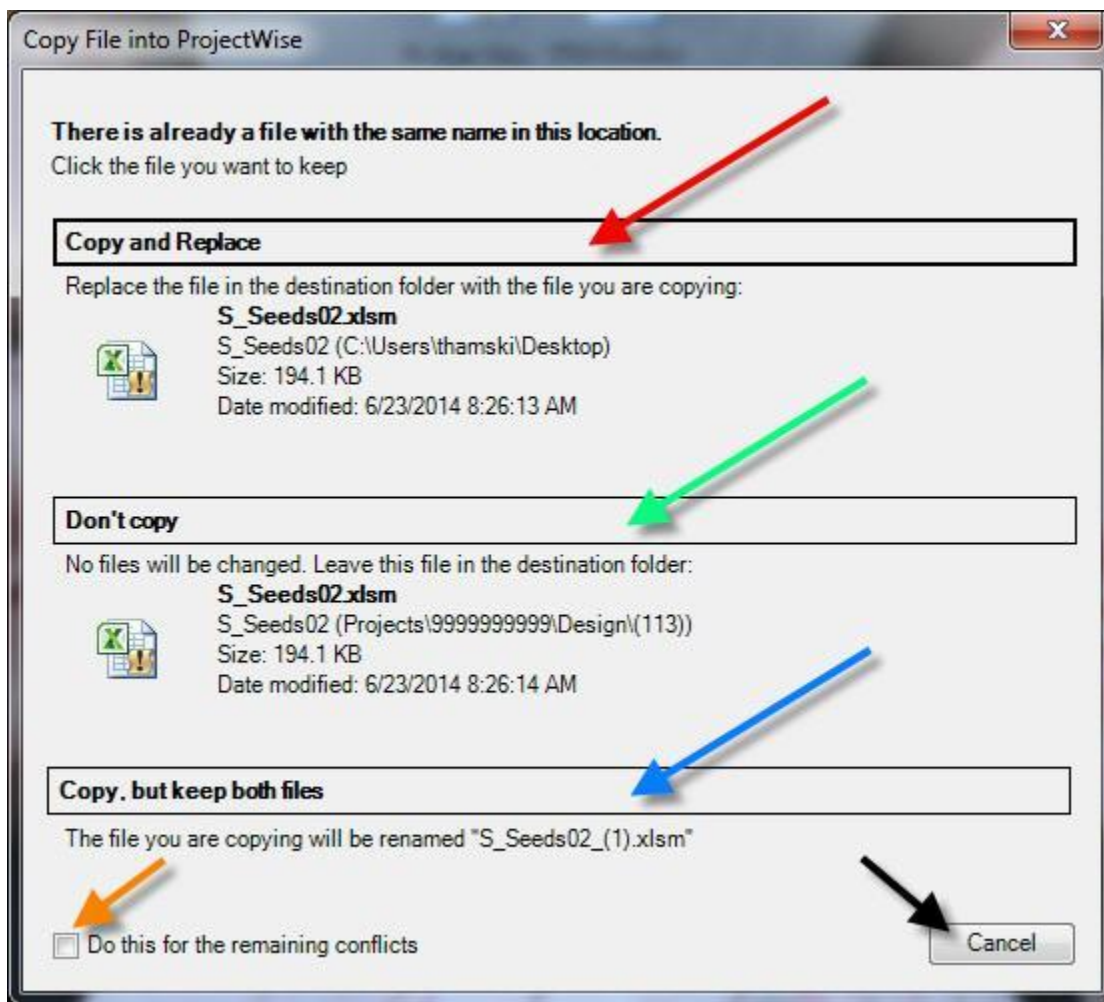 Copy File into ProjectWise
There is already a file with the same name in this location.
Click the file you want to keep
Copy and Replace
Replace the file in the destination folder with the file you are copying:
S_Seeds02.xlsm
S_Seeds02 (C:\Users\thamski\Desktop)
Size: 194.1 KB
Date modified: 6/23/2014 8:26:13 AM
Don't copy
No files will be changed. Leave this file in the destination folder:
S_Seeds02.xlsm
S_Seeds02 (Projects\9999999999\Design\(113))
Size: 194.1 KB
Date modified: 6/23/2014 8:26:14 AM
Copy, but keep both files
The file you are copying will be renamed "S_Seeds02_(1).xlsm"
Do this for the remaining conflicts
Cancel